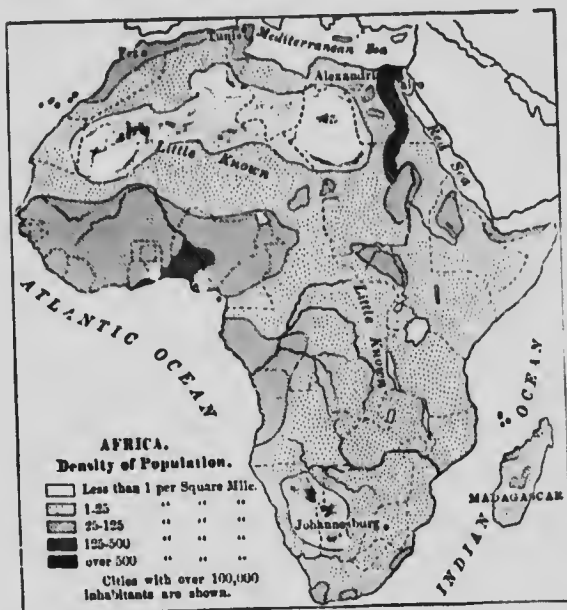 Mediterranean Sea
Tunis
Fez
Alexandria
Red Sea
Little Known
Little Known
ATLANTIC OCEAN
INDIAN OCEAN
MADAGASCAR
Johannesburg
AFRICA.
Density of Population.
Less than 1 per Square Mile.
1-25 " " "
25-125 " " "
125-500 " " "
over 500 " " "
Cities with over 100,000
inhabitants are shown.